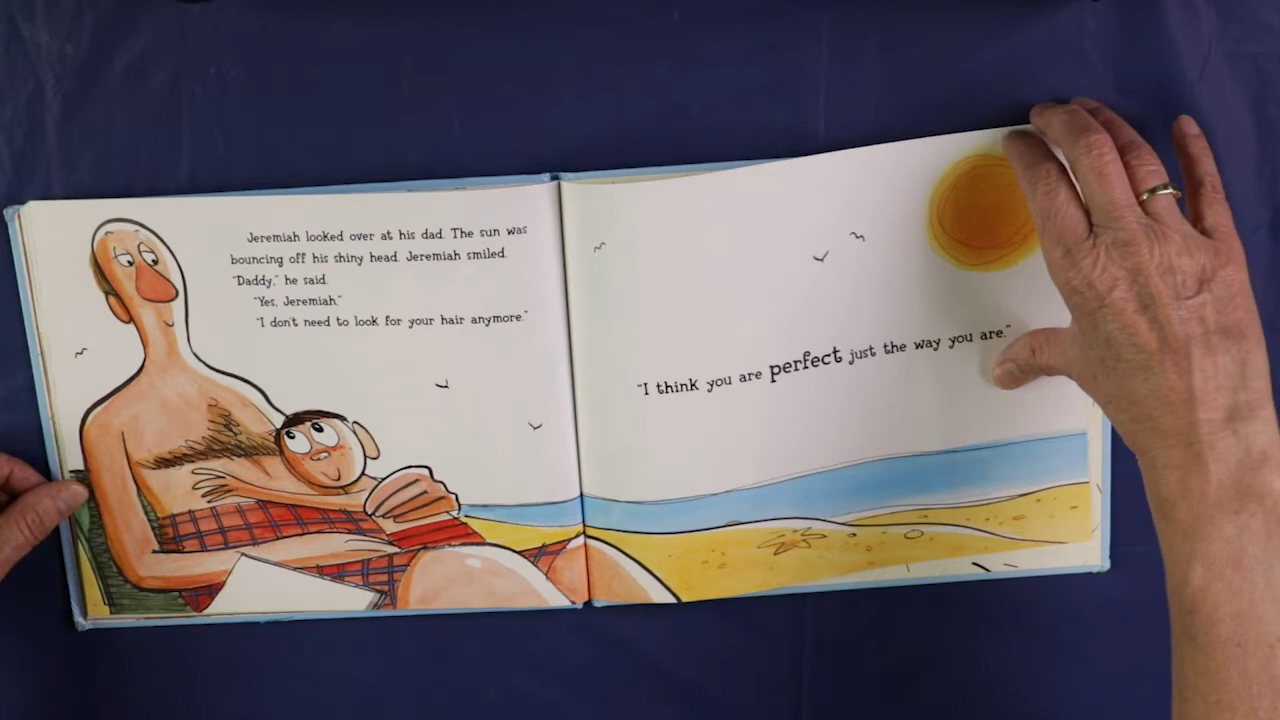 Jeremiah looked over at his dad. The sun was
bouncing off his shiny head. Jeremiah smiled.
"Daddy," he said.
"Yes, Jeremiah."
"I don't need to look for your hair anymore."
"I think you are perfect just the way you are."